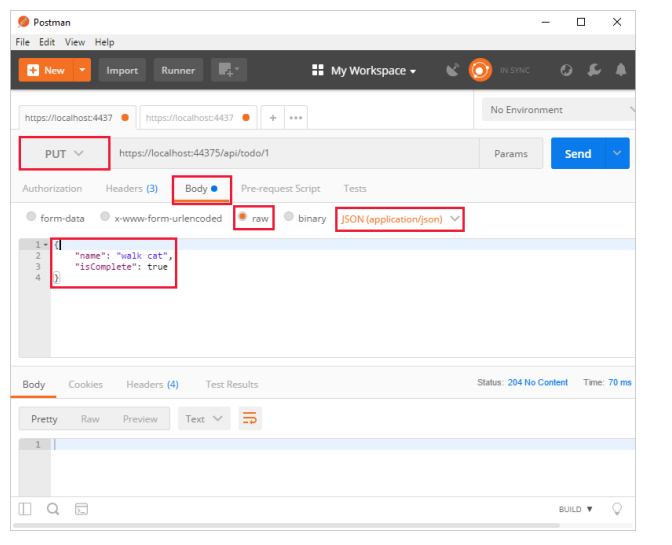 Postman
File Edit View Help
New Import Runner My Workspace IN SYNC
https://localhost:4437 https://localhost:4437 + ••• No Environment
PUT https://localhost:44375/api/todo/1 Params Send
Authorization Headers (3) Body Pre-request Script Tests
form-data x-www-form-urlencoded raw binary JSON (application/json)
1 {
2 "name": "walk cat",
3 "isComplete": true
4 }
Body Cookies Headers (4) Test Results Status: 204 No Content Time: 70 ms
Pretty Raw Preview Text
1
BUILD